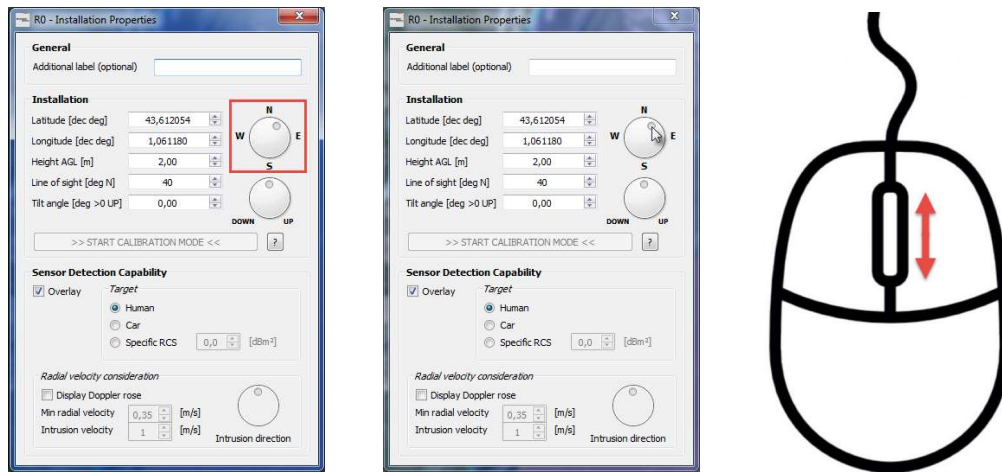 R0 - Installation Properties
General
Additional label (optional)
Installation
Latitude [dec deg] 43,612054
Longitude [dec deg] 1,061180
Height AGL [m] 2,00
Line of sight [deg N] 40
Tilt angle [deg >0 UP] 0,00
N
W E
S
DOWN UP
>> START CALIBRATION MODE << ?
Sensor Detection Capability
Overlay
Target
Human
Car
Specific RCS 0,0 [dBm²]
Radial velocity consideration
Display Doppler rose
Min radial velocity 0,35 [m/s]
Intrusion velocity 1 [m/s]
Intrusion direction
R0 - Installation Properties
General
Additional label (optional)
Installation
Latitude [dec deg] 43,612054
Longitude [dec deg] 1,061180
Height AGL [m] 2,00
Line of sight [deg N] 40
Tilt angle [deg >0 UP] 0,00
N
W E
S
DOWN UP
>> START CALIBRATION MODE << ?
Sensor Detection Capability
Overlay
Target
Human
Car
Specific RCS 0,0 [dBm²]
Radial velocity consideration
Display Doppler rose
Min radial velocity 0,35 [m/s]
Intrusion velocity 1 [m/s]
Intrusion direction